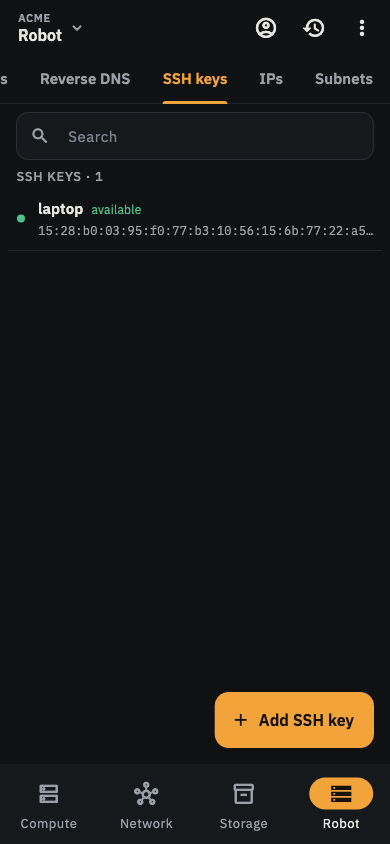 ACME
Robot
s
Reverse DNS
SSH keys
IPs
Subnets
Search
SSH KEYS · 1
laptop available
15:28:b0:03:95:f0:77:b3:10:56:15:6b:77:22:a5…
+ Add SSH key
Compute
Network
Storage
Robot